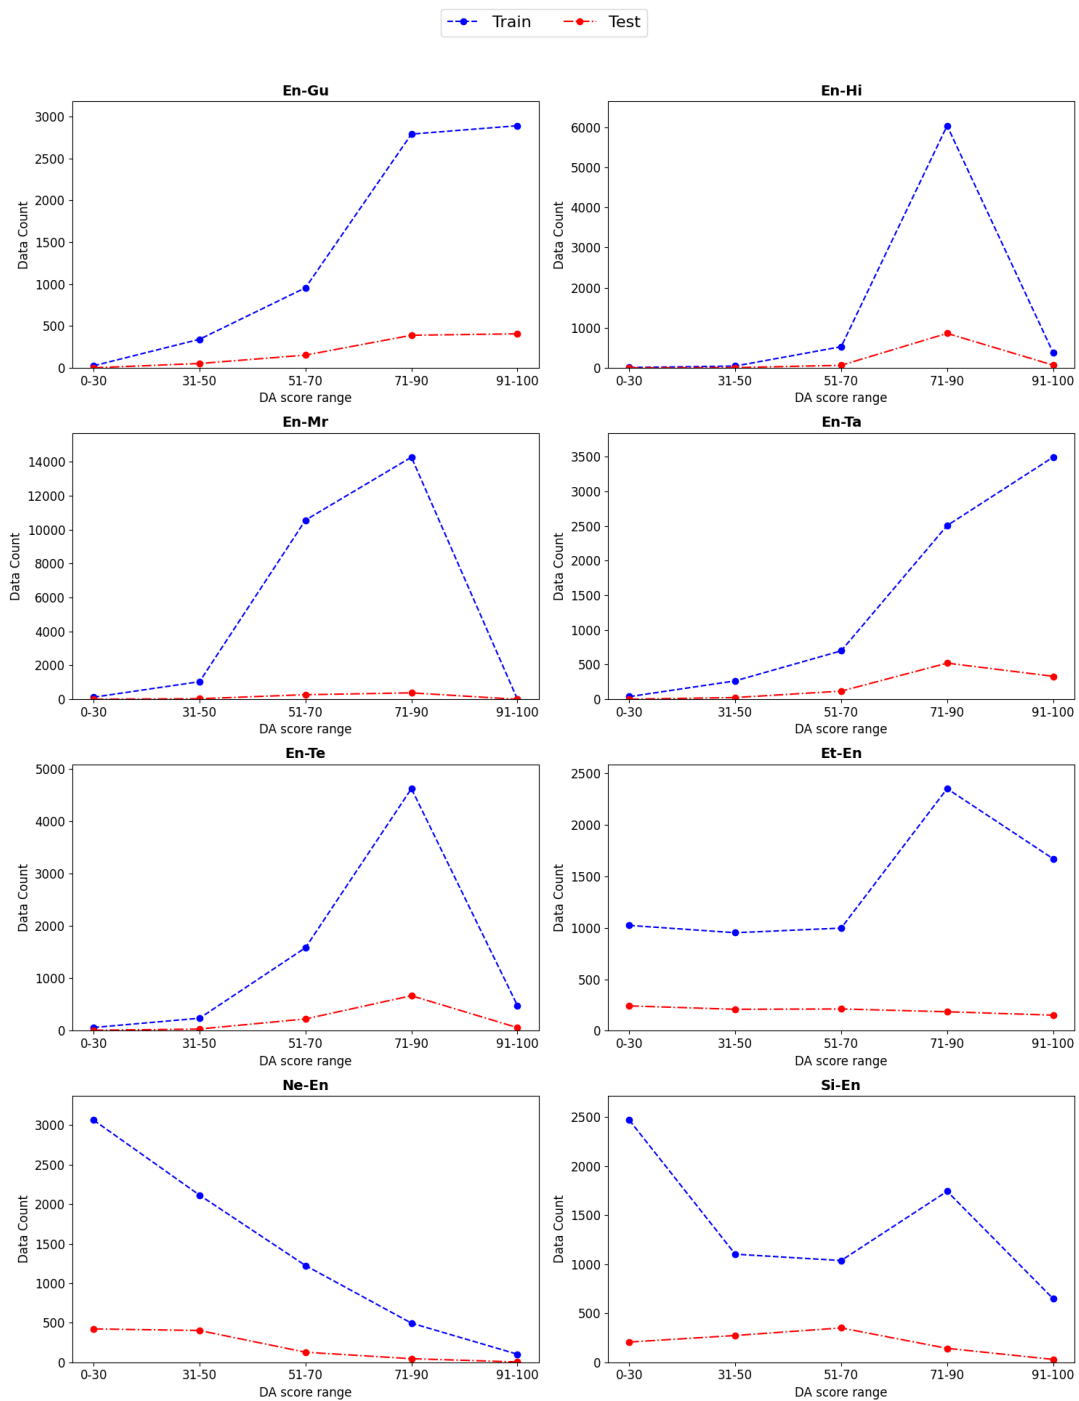 Train Test
En-Gu
Data Count
3000
2500
2000
1500
1000
500
0
0-30 31-50 51-70 71-90 91-100
DA score range
En-Hi
Data Count
6000
5000
4000
3000
2000
1000
0
0-30 31-50 51-70 71-90 91-100
DA score range
En-Mr
Data Count
14000
12000
10000
8000
6000
4000
2000
0
0-30 31-50 51-70 71-90 91-100
DA score range
En-Ta
Data Count
3500
3000
2500
2000
1500
1000
500
0
0-30 31-50 51-70 71-90 91-100
DA score range
En-Te
Data Count
5000
4000
3000
2000
1000
0
0-30 31-50 51-70 71-90 91-100
DA score range
Et-En
Data Count
2500
2000
1500
1000
500
0
0-30 31-50 51-70 71-90 91-100
DA score range
Ne-En
Data Count
3000
2500
2000
1500
1000
500
0
0-30 31-50 51-70 71-90 91-100
DA score range
Si-En
Data Count
2500
2000
1500
1000
500
0
0-30 31-50 51-70 71-90 91-100
DA score range